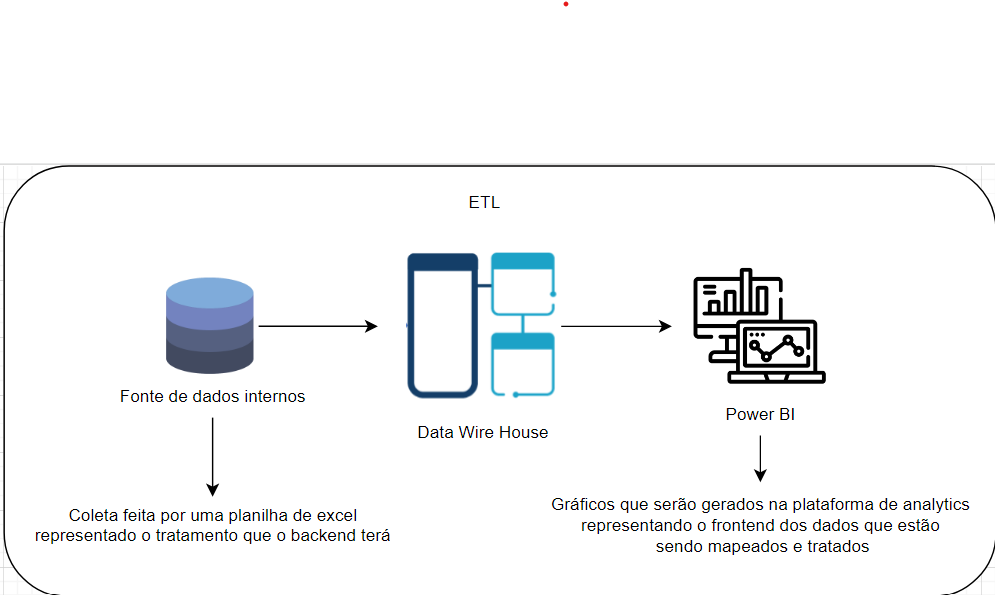 ETL
Fonte de dados internos
Data Wire House
Power BI
Coleta feita por uma planilha de excel
representado o tratamento que o backend terá
Gráficos que serão gerados na plataforma de analytics
representando o frontend dos dados que estão
sendo mapeados e tratados